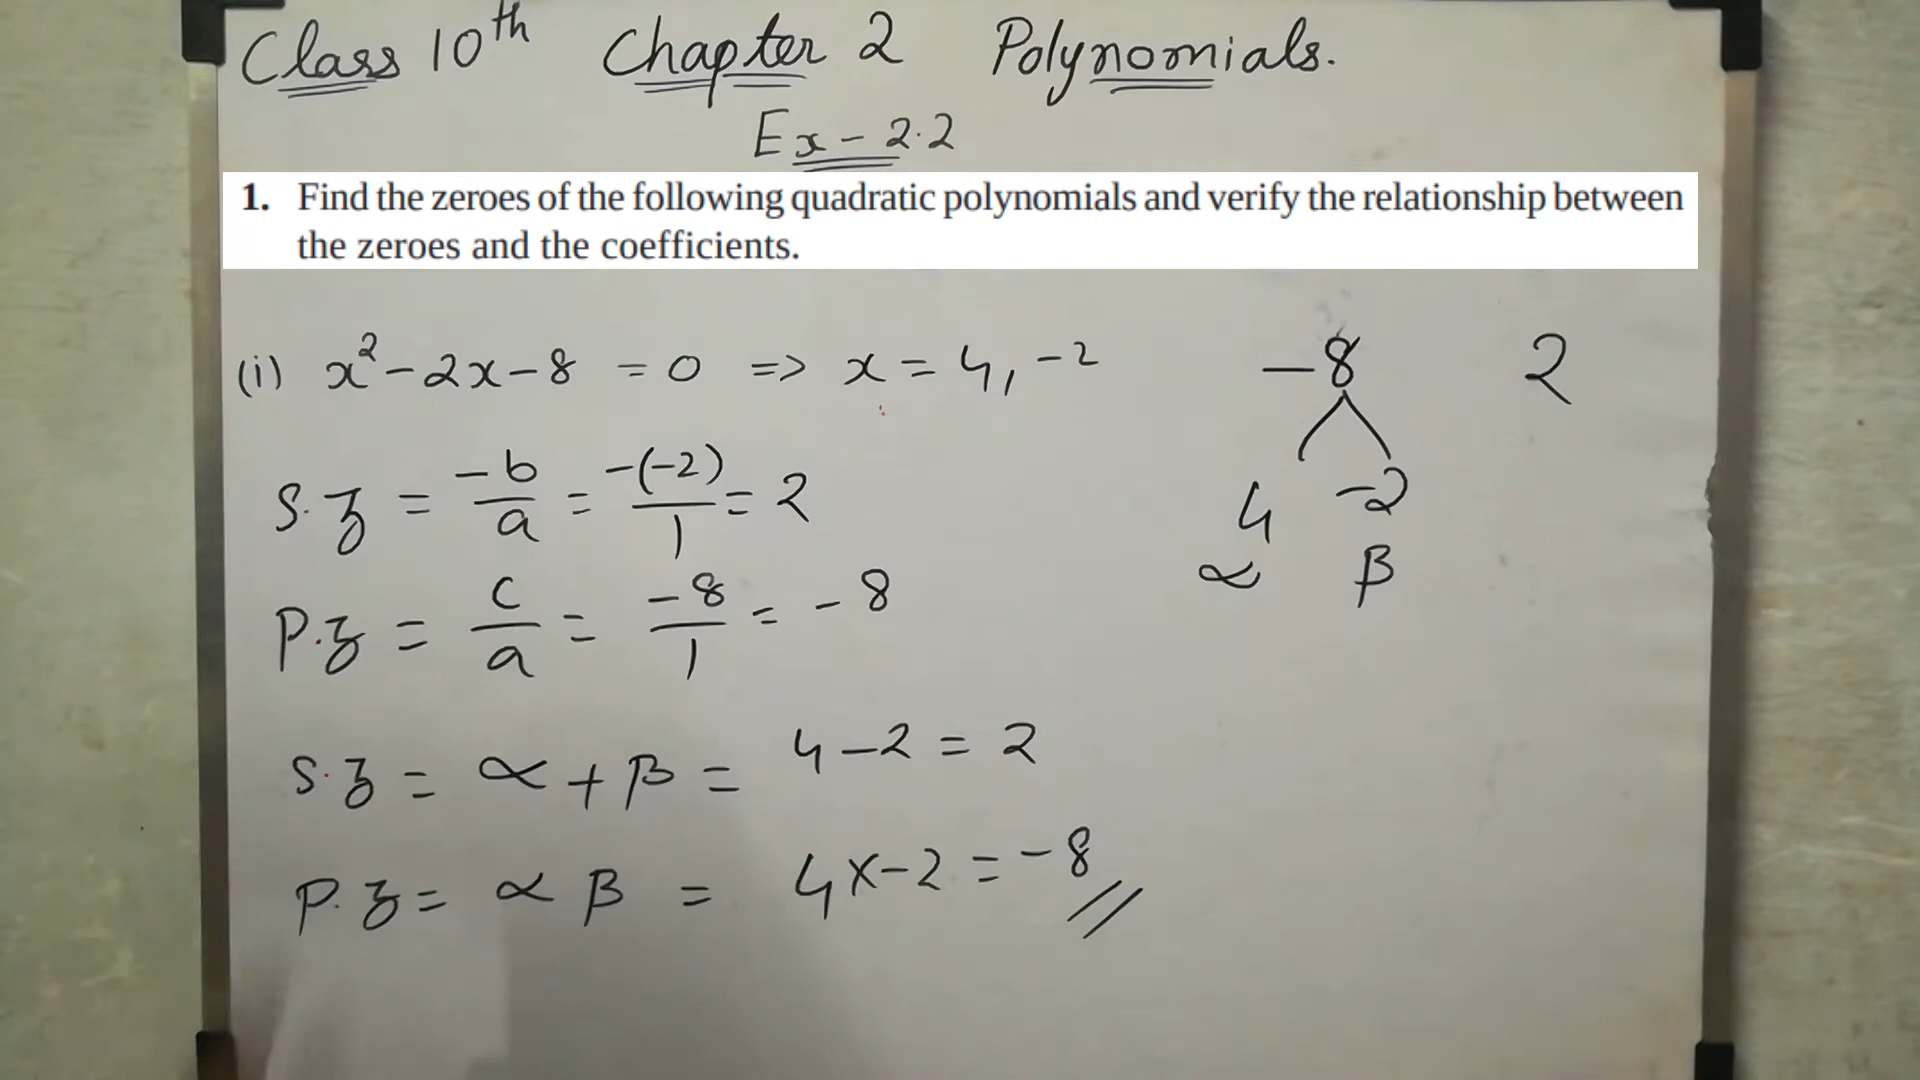 Class 10th Chapter 2 Polynomials.
Ex - 2.2
1. Find the zeroes of the following quadratic polynomials and verify the relationship between
the zeroes and the coefficients.
(i) x² - 2x - 8 = 0 => x = 4, -2
-8 2
4 -2
α β
S.z = -b/a = -(-2)/1 = 2
P.z = c/a = -8/1 = -8
S.z = α + β = 4 - 2 = 2
P.z = α β = 4 x -2 = -8